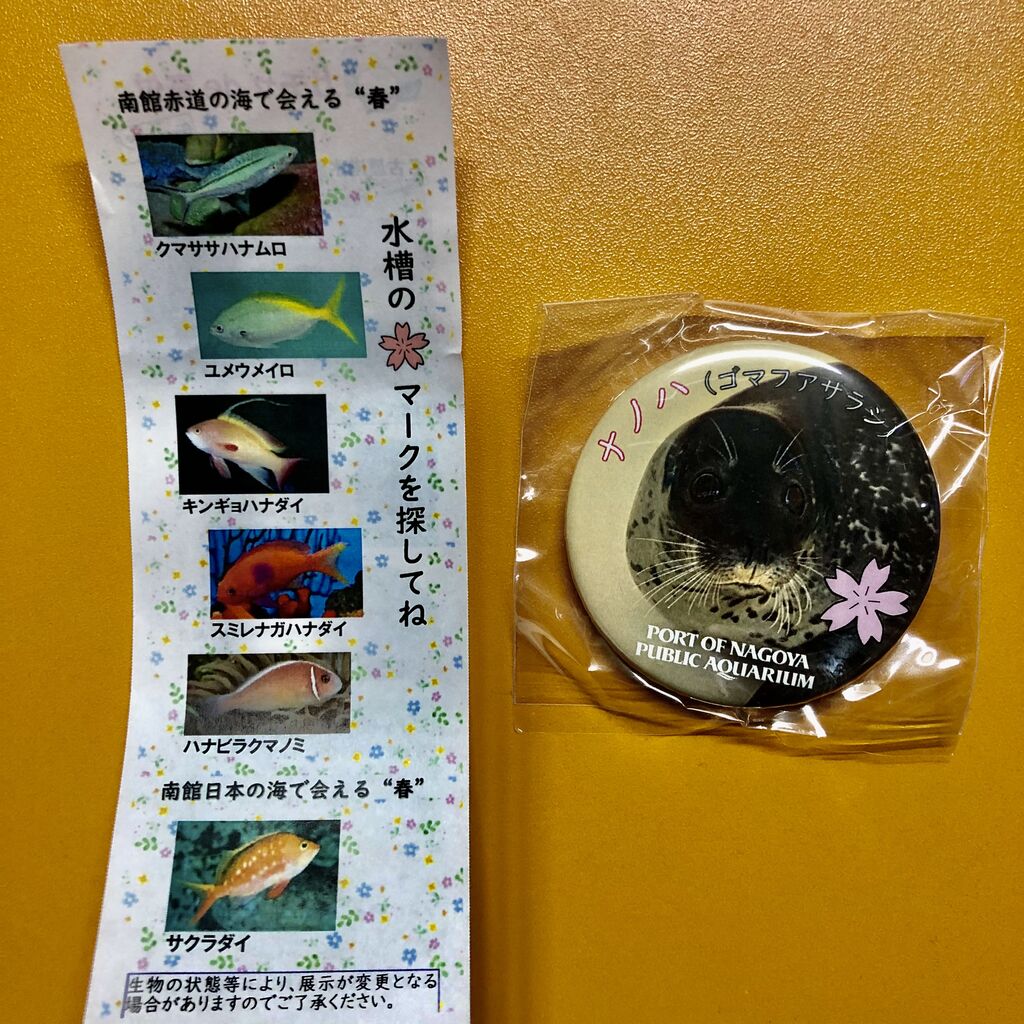 南館赤道の海で会える“春”
クマササハナムロ
ユメウメイロ
キンギョハナダイ
スミレナガハナダイ
ハナビラクマノミ
水槽の
マークを探してね
南館日本の海で会える“春”
サクラダイ
生物の状態等により、展示が変更となる
場合がありますのでご了承ください。
メノハ(ゴマフアザラシ)
PORT OF NAGOYA
PUBLIC AQUARIUM